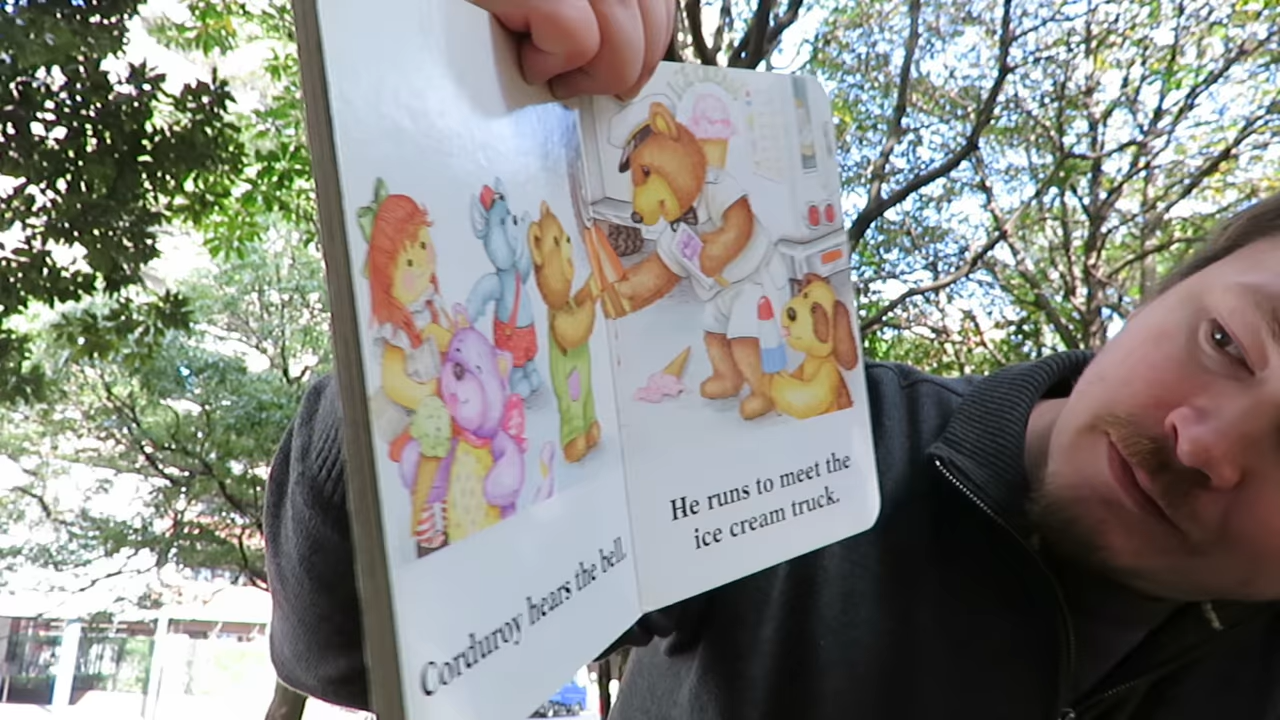 Corduroy hears the bell.
He runs to meet the
ice cream truck.